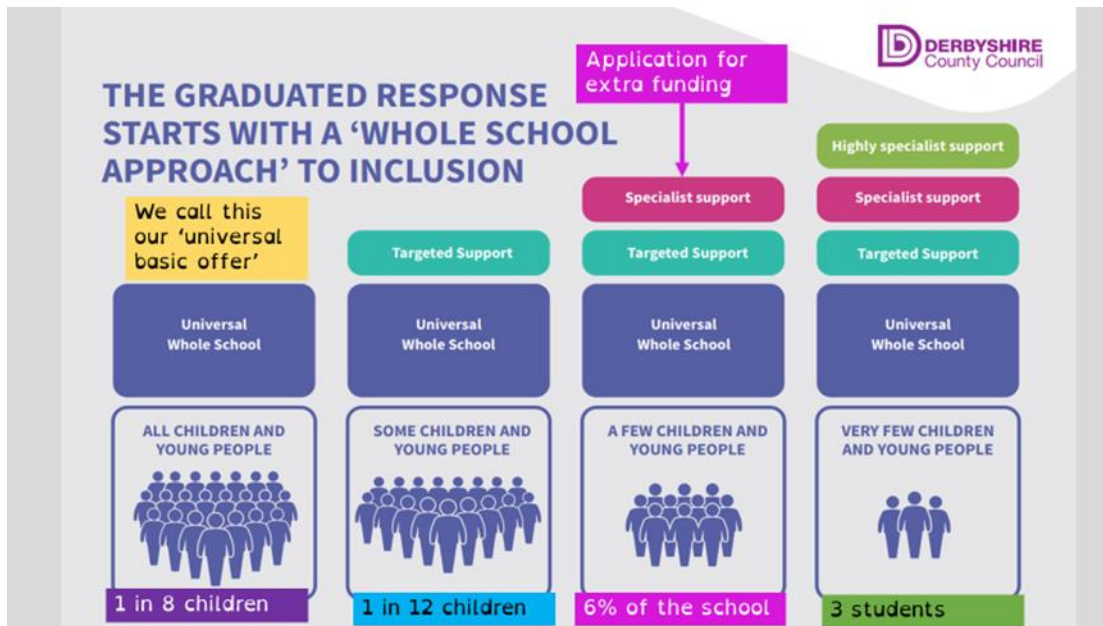 DERBYSHIRE
County Council
Application for
extra funding
THE GRADUATED RESPONSE
STARTS WITH A ‘WHOLE SCHOOL
APPROACH’ TO INCLUSION
We call this
our ‘universal
basic offer’
Universal
Whole School
ALL CHILDREN AND
YOUNG PEOPLE
1 in 8 children
Targeted Support
Universal
Whole School
SOME CHILDREN AND
YOUNG PEOPLE
1 in 12 children
Specialist support
Targeted Support
Universal
Whole School
A FEW CHILDREN AND
YOUNG PEOPLE
6% of the school
Highly specialist support
Specialist support
Targeted Support
Universal
Whole School
VERY FEW CHILDREN
AND YOUNG PEOPLE
3 students